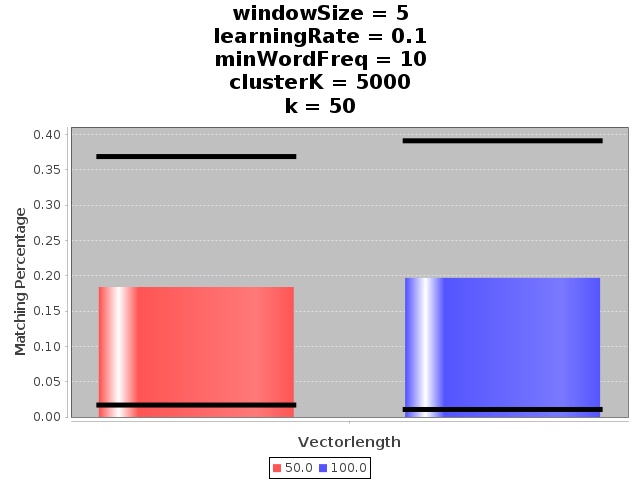 windowSize = 5
learningRate = 0.1
minWordFreq = 10
clusterK = 5000
k = 50
0.40
0.35
0.30
0.25
0.20
0.15
0.10
0.05
0.00
Matching Percentage
Vectorlength
50.0 100.0